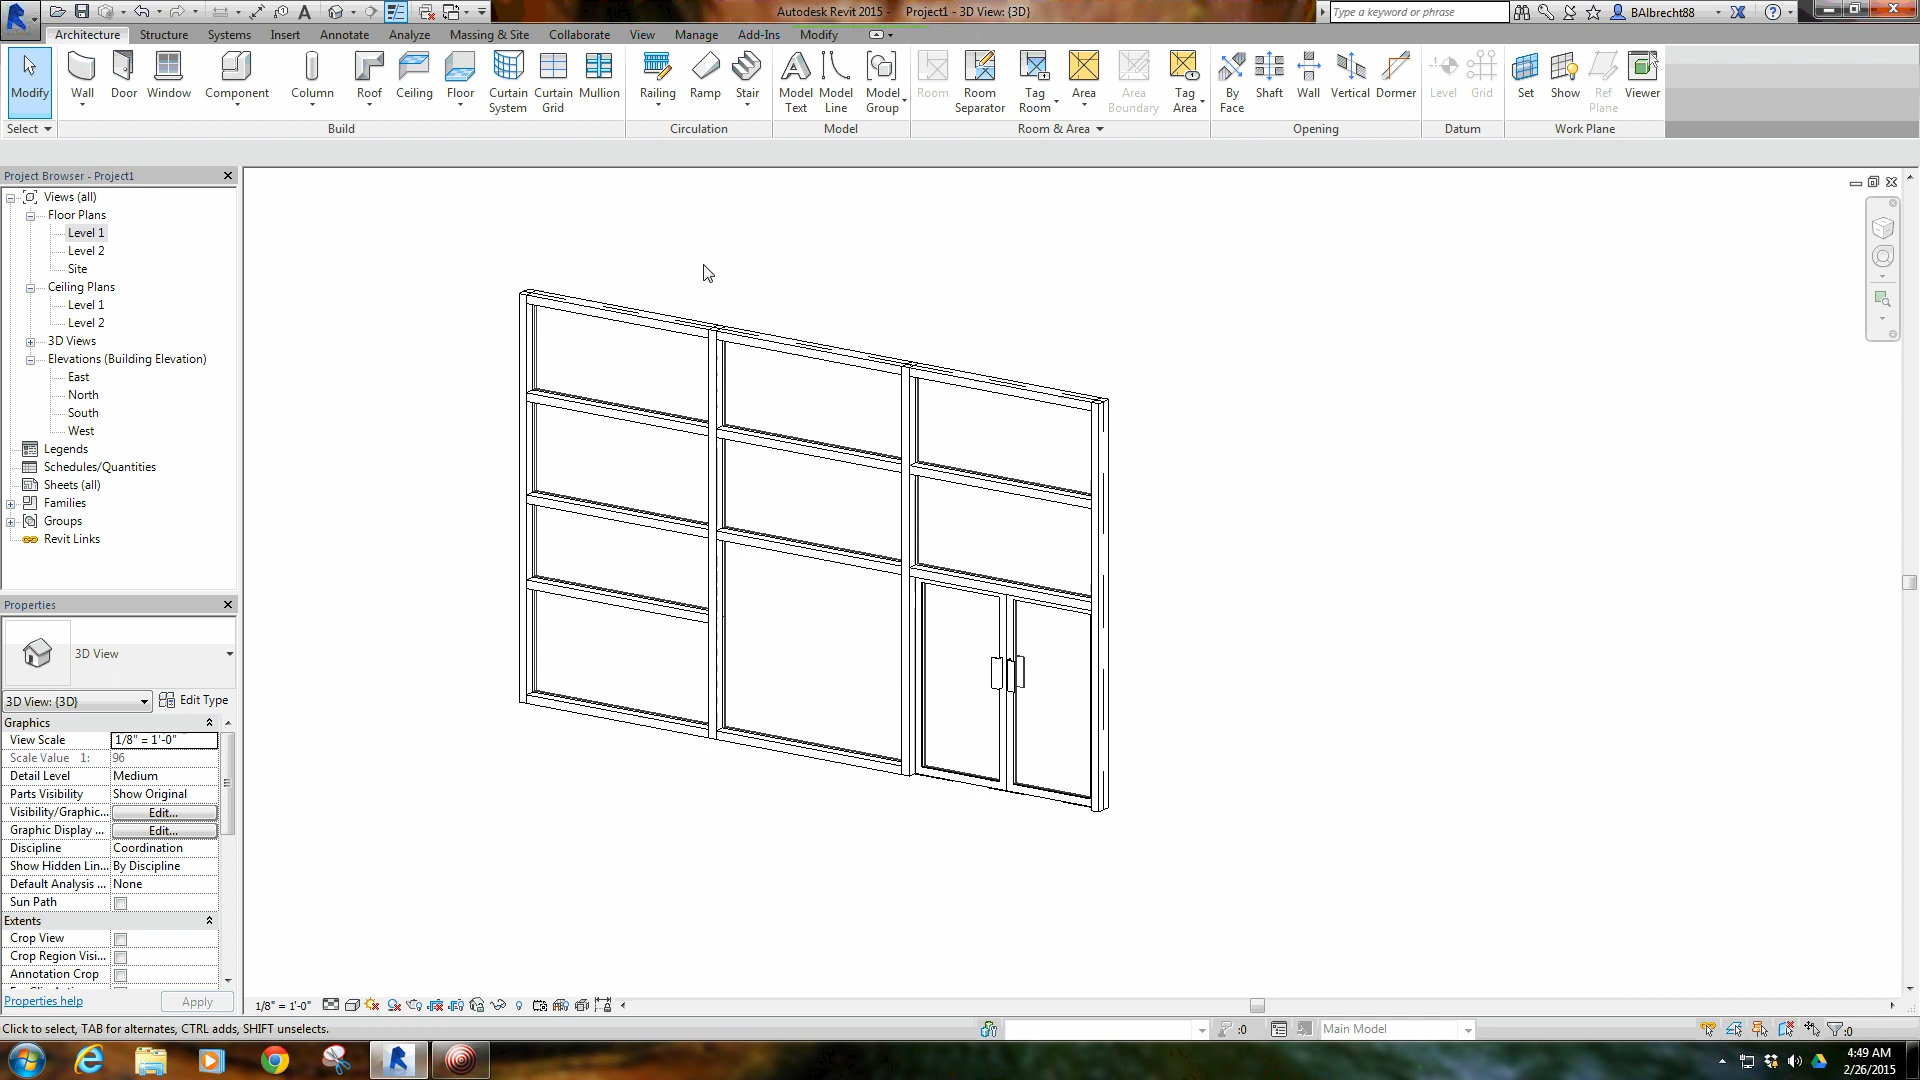 Autodesk Revit 2015 - Project1 - 3D View: {3D}
Type a keyword or phrase
BAlbrecht88
Architecture Structure Systems Insert Annotate Analyze Massing & Site Collaborate View Manage Add-Ins Modify
Modify Wall Door Window Component Column Roof Ceiling Floor Curtain System Curtain Grid Mullion Railing Ramp Stair Model Text Model Line Model Group Room Room Separator Tag Room Area Area Boundary Tag Area By Face Shaft Wall Vertical Dormer Level Grid Set Show Ref Plane Viewer
Select Build Circulation Model Room & Area Opening Datum Work Plane
Project Browser - Project1
Views (all)
Floor Plans
Level 1
Level 2
Site
Ceiling Plans
Level 1
Level 2
3D Views
Elevations (Building Elevation)
East
North
South
West
Legends
Schedules/Quantities
Sheets (all)
Families
Groups
Revit Links
Properties
3D View
3D View: {3D} Edit Type
Graphics
View Scale 1/8" = 1'-0"
Scale Value 1: 96
Detail Level Medium
Parts Visibility Show Original
Visibility/Graphic... Edit...
Graphic Display ... Edit...
Discipline Coordination
Show Hidden Lin... By Discipline
Default Analysis ... None
Sun Path
Extents
Crop View
Crop Region Visi...
Annotation Crop
Properties help Apply
1/8" = 1'-0"
Click to select, TAB for alternates, CTRL adds, SHIFT unselects.
:0
Main Model
:0
4:49 AM
2/26/2015